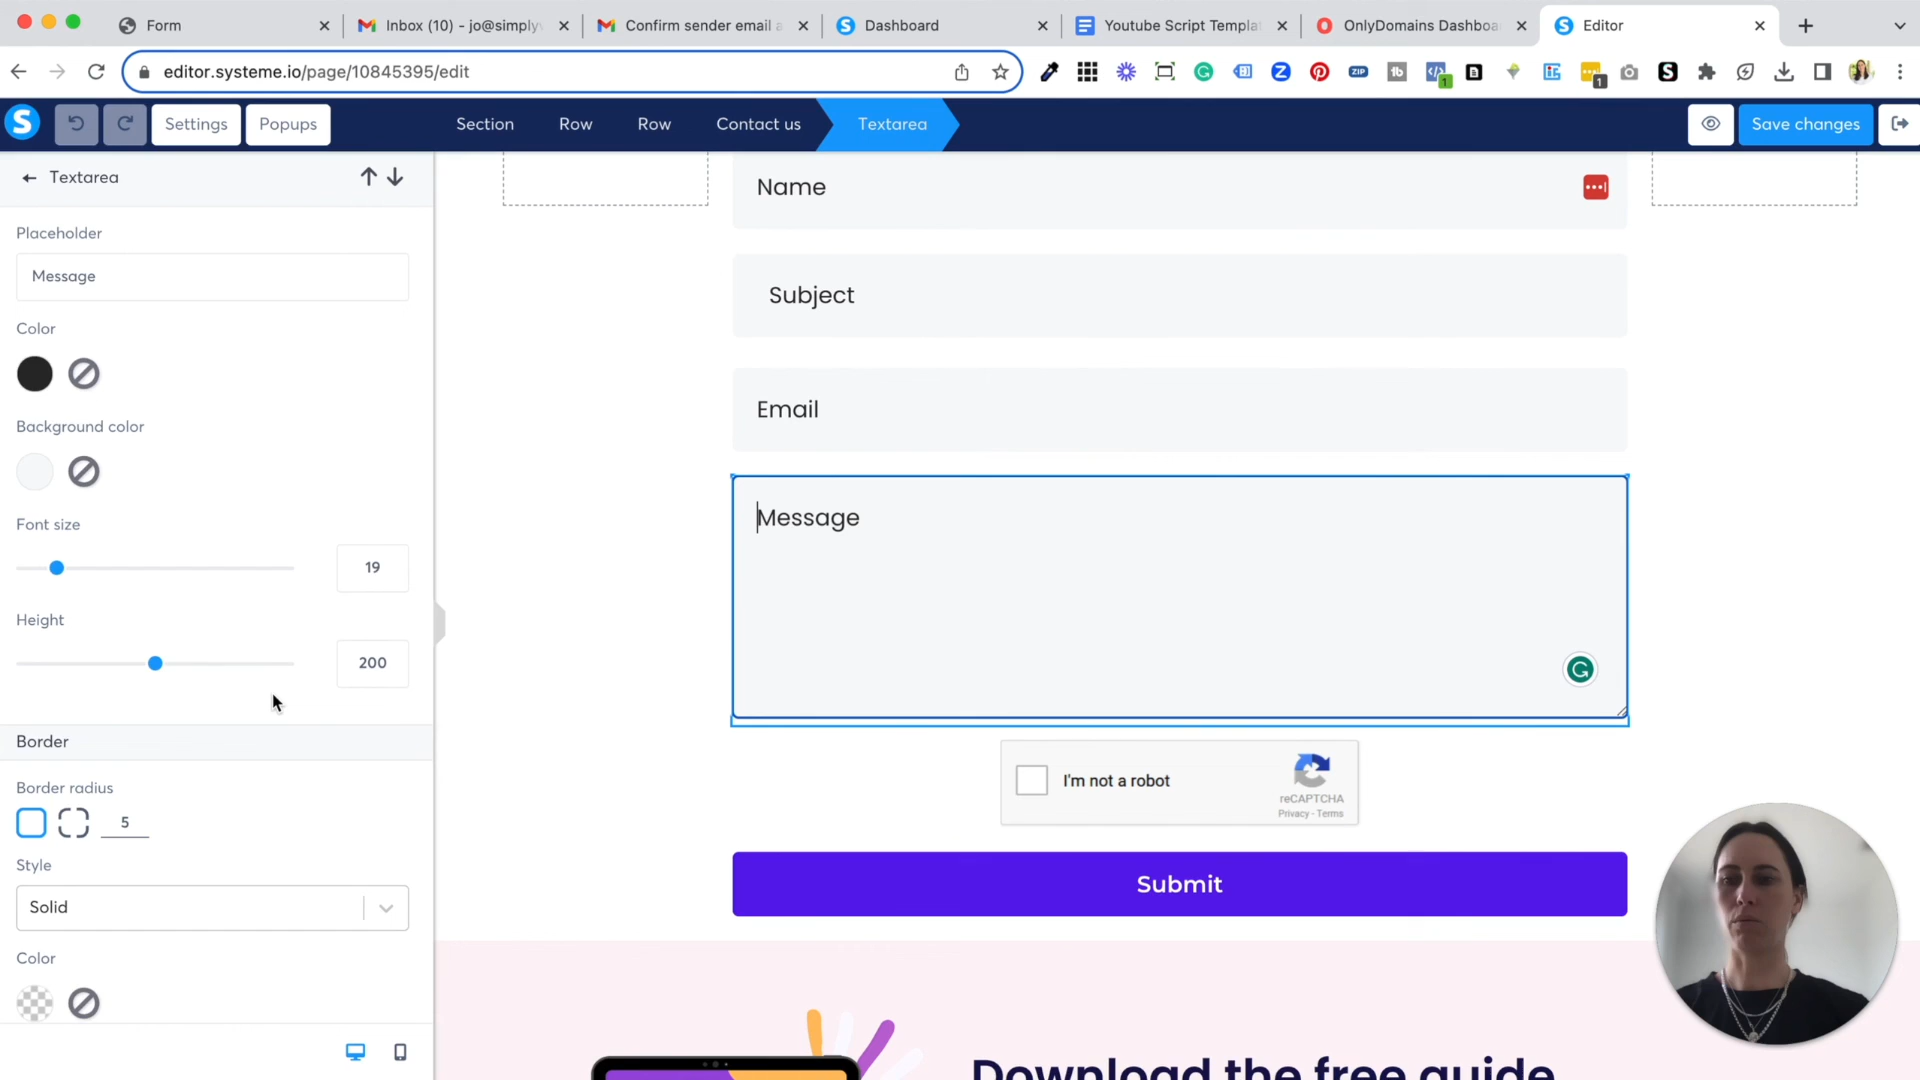 Form
Inbox (10) - jo@simply
Confirm sender email a
Dashboard
Youtube Script Templa
OnlyDomains Dashboa
Editor
editor.systeme.io/page/10845395/edit
ZIP
1
1
Settings
Popups
Section
Row
Row
Contact us
Textarea
Save changes
Textarea
Placeholder
Message
Color
Background color
Font size
19
Height
200
Border
Border radius
5
Style
Solid
Color
Name
Subject
Email
Message
I'm not a robot
reCAPTCHA
Privacy - Terms
Submit
Download the free guide